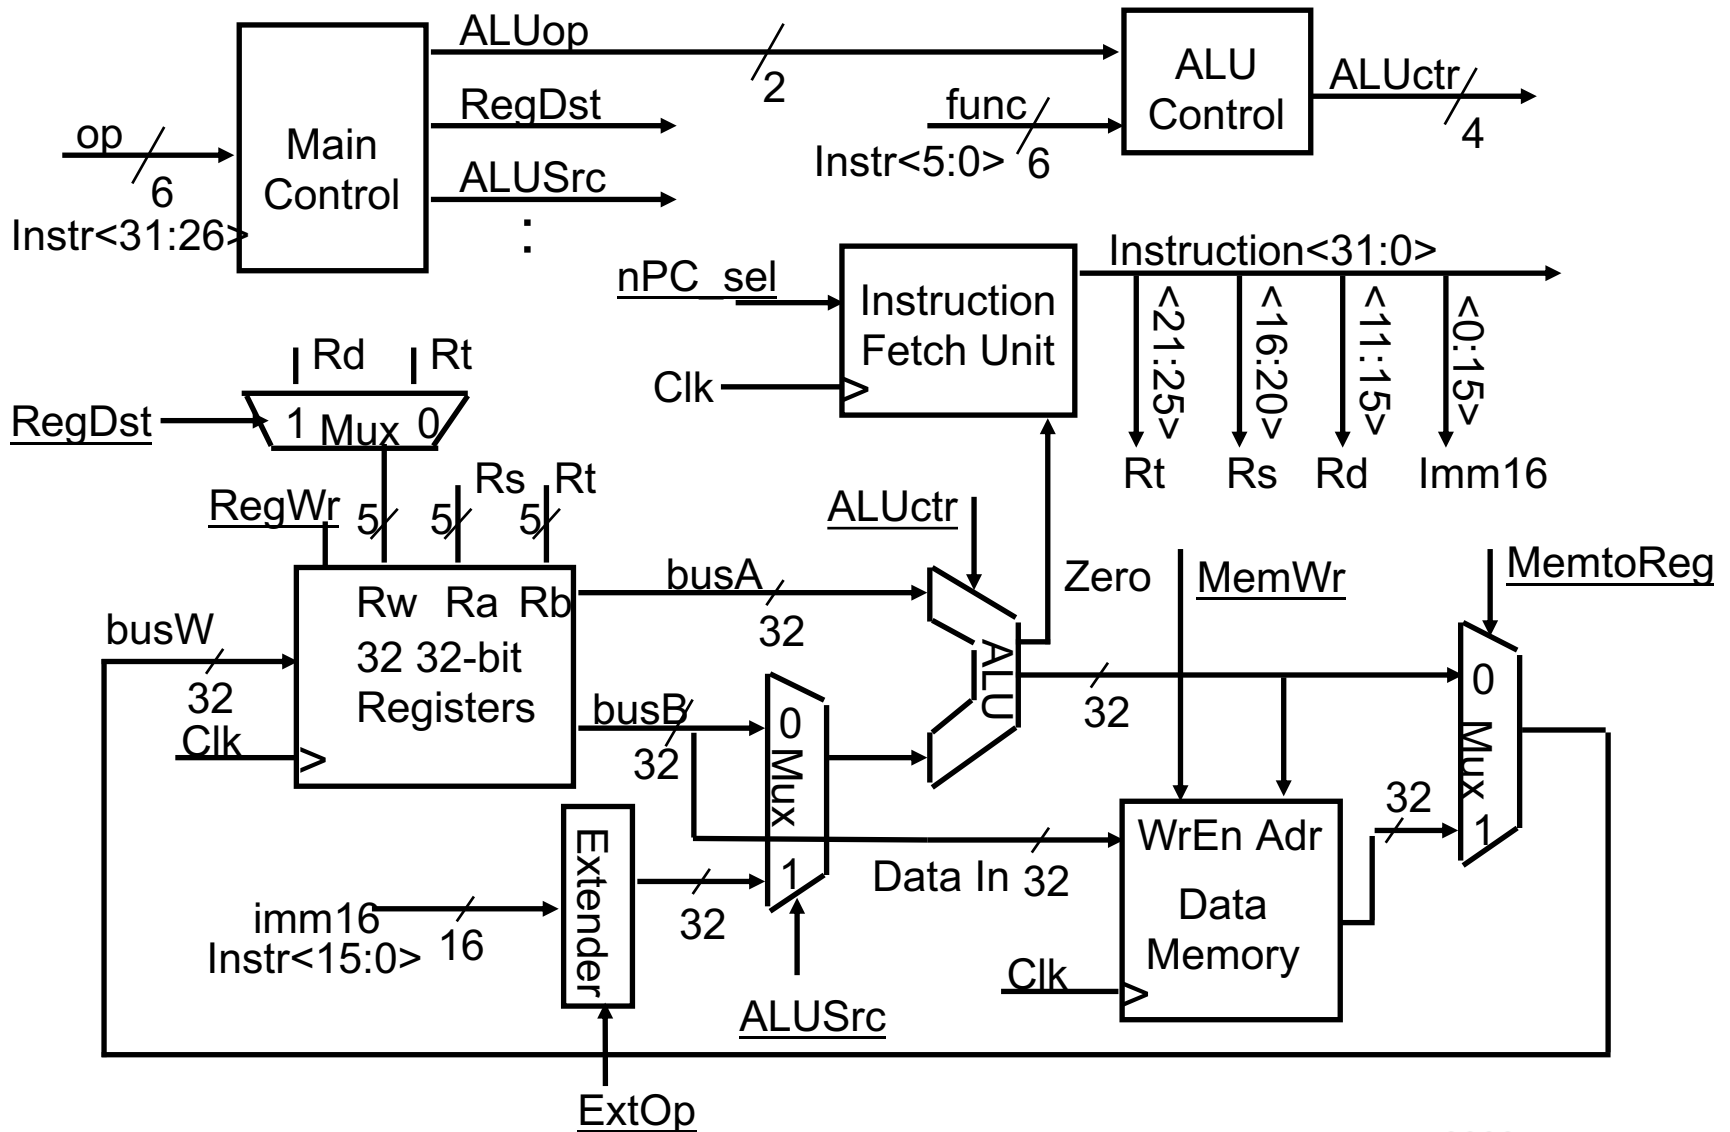 ALUop
2
RegDst
ALUSrc
:
op
6
Instr<31:26>
Main
Control
func
Instr<5:0>
6
ALU
Control
ALUctr
4
nPC_sel
Clk
Instruction
Fetch Unit
Instruction<31:0>
<21:25>
<16:20>
<11:15>
<0:15>
Rt
Rs
Rd
Imm16
Rd
Rt
RegDst
1 Mux 0
RegWr
5
5
5
Rs
Rt
busW
32
Clk
Rw Ra Rb
32 32-bit
Registers
busA
32
busB
32
0
Mux
1
ALUctr
ALU
Zero
32
MemWr
MemtoReg
0
Mux
1
32
imm16
Instr<15:0>
16
Extender
32
ExtOp
ALUSrc
Data In
32
WrEn Adr
Data
Memory
Clk